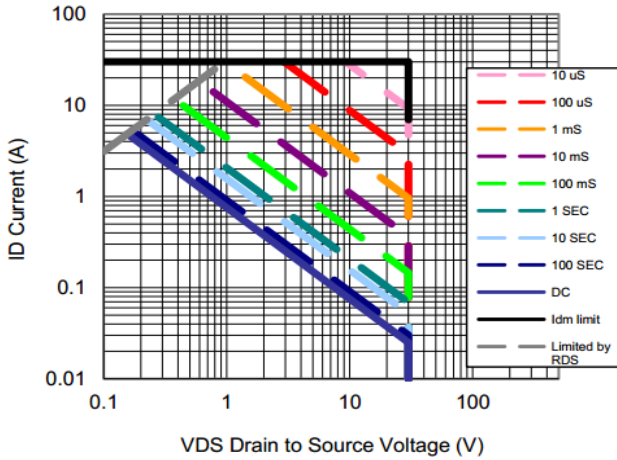 100
10
1
0.1
0.01
ID Current (A)
0.1
1
10
100
VDS Drain to Source Voltage (V)
10 uS
100 uS
1 mS
10 mS
100 mS
1 SEC
10 SEC
100 SEC
DC
Idm limit
Limited by
RDS